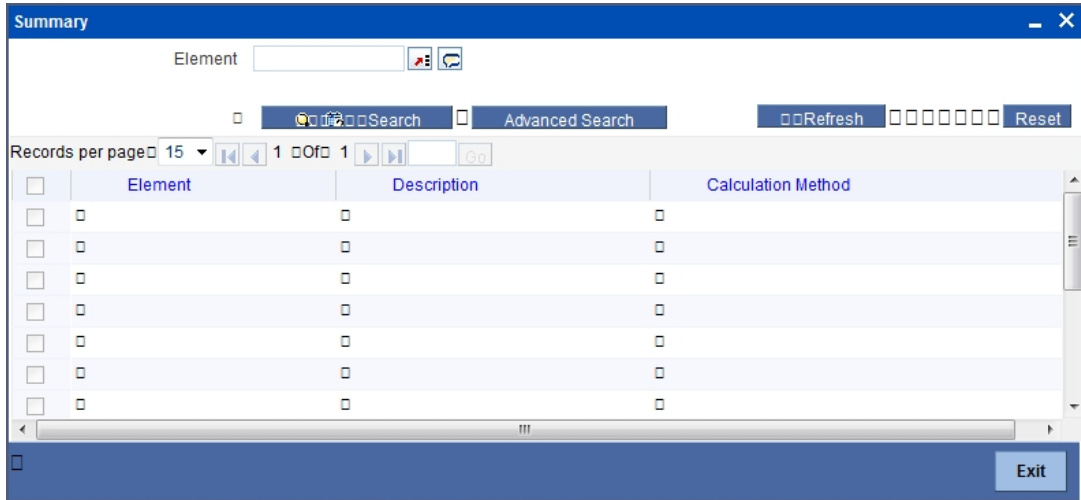 Summary
Element
Search Advanced Search Refresh Reset
Records per page 15 1 Of 1 Go
Element Description Calculation Method
Exit